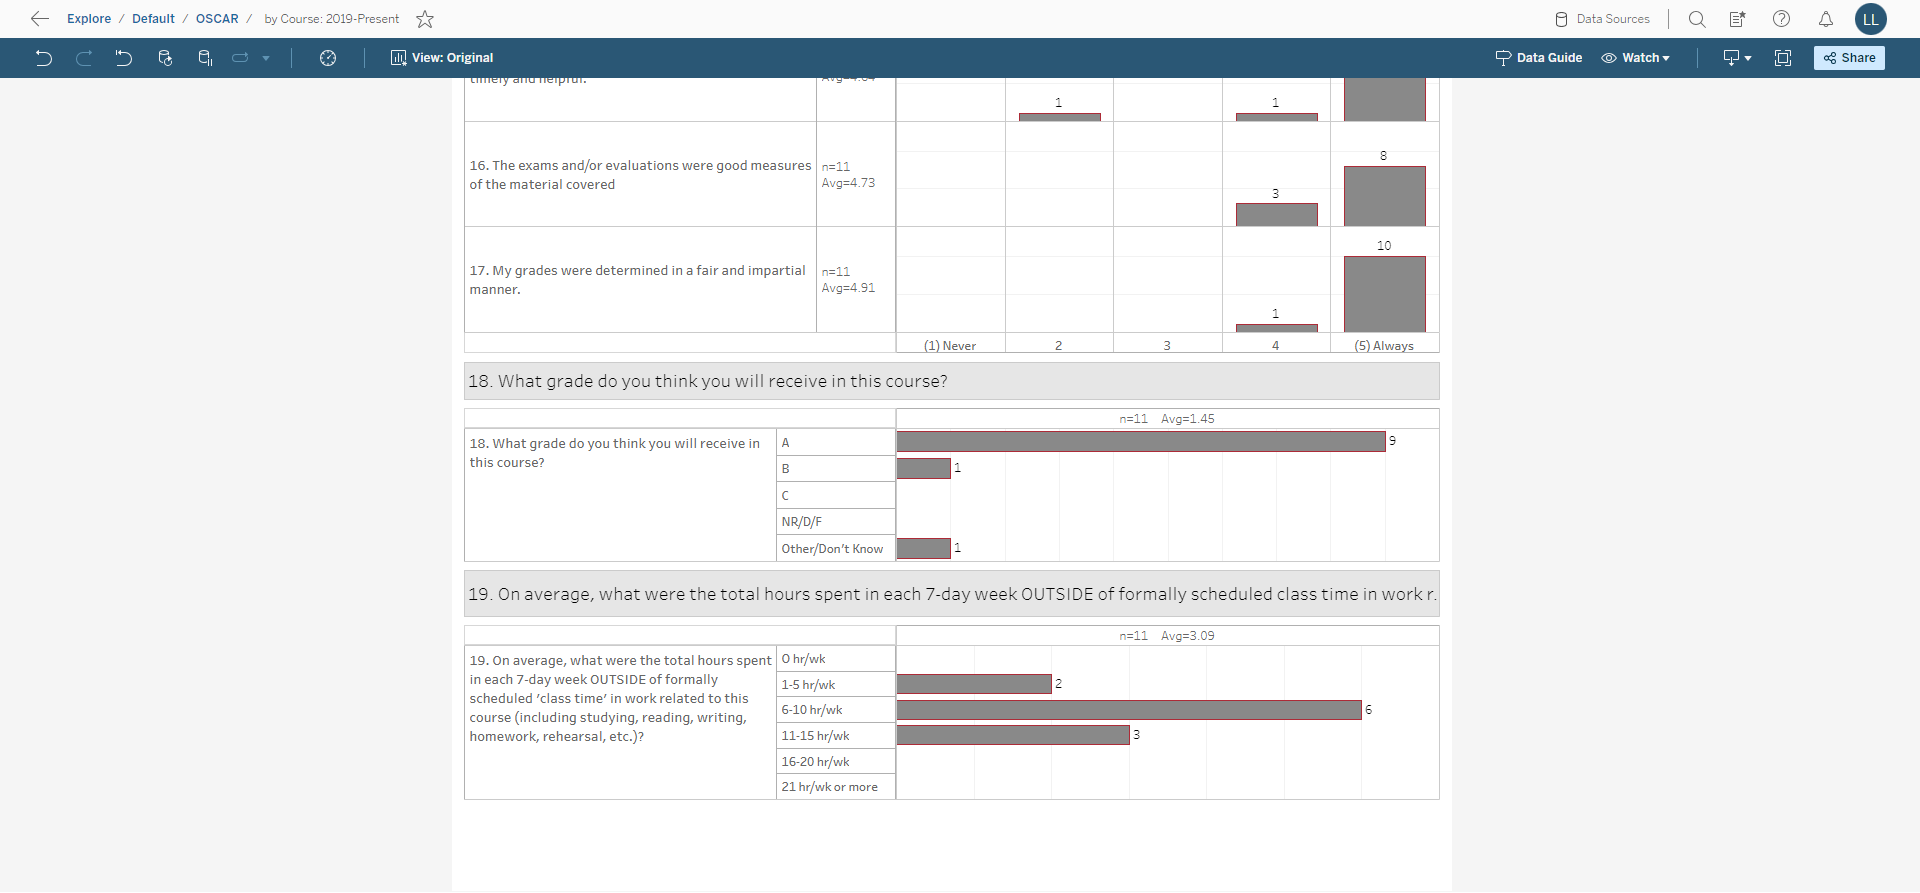 Explore / Default / OSCAR / by Course: 2019-Present
Data Sources
LL
View: Original
Data Guide
Watch
Share
timely and helpful.
1
1
16. The exams and/or evaluations were good measures
of the material covered
n=11
Avg=4.73
3
8
17. My grades were determined in a fair and impartial
manner.
n=11
Avg=4.91
1
10
(1) Never
2
3
4
(5) Always
18. What grade do you think you will receive in this course?
n=11 Avg=1.45
18. What grade do you think you will receive in
this course?
A
9
B
1
C
NR/D/F
Other/Don't Know
1
19. On average, what were the total hours spent in each 7-day week OUTSIDE of formally scheduled class time in work r.
n=11 Avg=3.09
19. On average, what were the total hours spent
in each 7-day week OUTSIDE of formally
scheduled ‘class time’ in work related to this
course (including studying, reading, writing,
homework, rehearsal, etc.)?
0 hr/wk
1-5 hr/wk
2
6-10 hr/wk
6
11-15 hr/wk
3
16-20 hr/wk
21 hr/wk or more